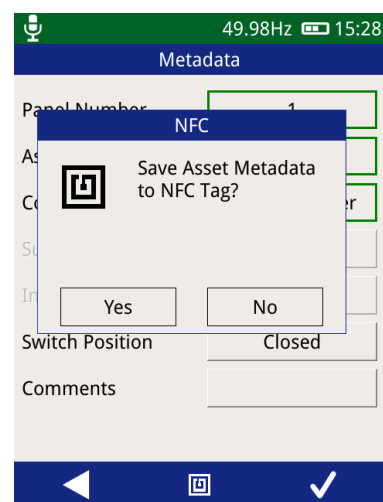 49.98Hz 15:28
Metadata
Panel Number 1
NFC
Save Asset Metadata
to NFC Tag?
Yes No
Switch Position Closed
Comments